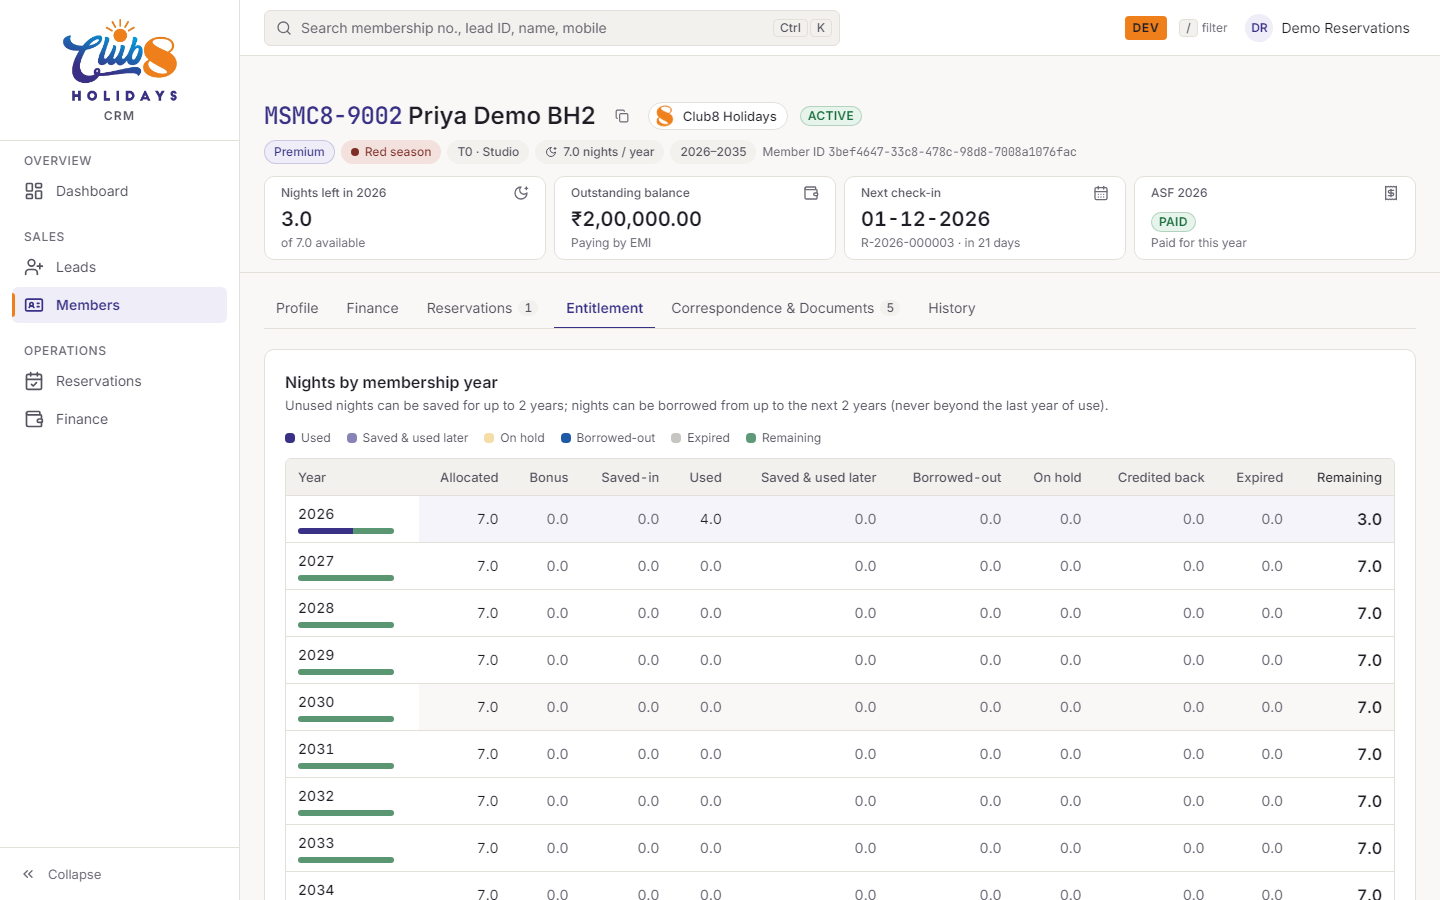 Club8
HOLIDAYS
CRM
OVERVIEW
Dashboard
SALES
Leads
Members
OPERATIONS
Reservations
Finance
Collapse
Search membership no., lead ID, name, mobile
Ctrl K
DEV
/ filter
DR Demo Reservations
MSMC8-9002 Priya Demo BH2 Club8 Holidays ACTIVE
Premium Red season T0 · Studio 7.0 nights / year 2026–2035 Member ID 3bef4647-33c8-478c-98d8-7008a1076fac
Nights left in 2026
3.0
of 7.0 available
Outstanding balance
₹2,00,000.00
Paying by EMI
Next check-in
01-12-2026
R-2026-000003 · in 21 days
ASF 2026
PAID
Paid for this year
Profile Finance Reservations 1 Entitlement Correspondence & Documents 5 History
Nights by membership year
Unused nights can be saved for up to 2 years; nights can be borrowed from up to the next 2 years (never beyond the last year of use).
Used Saved & used later On hold Borrowed-out Expired Remaining
Year Allocated Bonus Saved-in Used Saved & used later Borrowed-out On hold Credited back Expired Remaining
2026 7.0 0.0 0.0 4.0 0.0 0.0 0.0 0.0 0.0 3.0
2027 7.0 0.0 0.0 0.0 0.0 0.0 0.0 0.0 0.0 7.0
2028 7.0 0.0 0.0 0.0 0.0 0.0 0.0 0.0 0.0 7.0
2029 7.0 0.0 0.0 0.0 0.0 0.0 0.0 0.0 0.0 7.0
2030 7.0 0.0 0.0 0.0 0.0 0.0 0.0 0.0 0.0 7.0
2031 7.0 0.0 0.0 0.0 0.0 0.0 0.0 0.0 0.0 7.0
2032 7.0 0.0 0.0 0.0 0.0 0.0 0.0 0.0 0.0 7.0
2033 7.0 0.0 0.0 0.0 0.0 0.0 0.0 0.0 0.0 7.0
2034 7.0 0.0 0.0 0.0 0.0 0.0 0.0 0.0 0.0 7.0